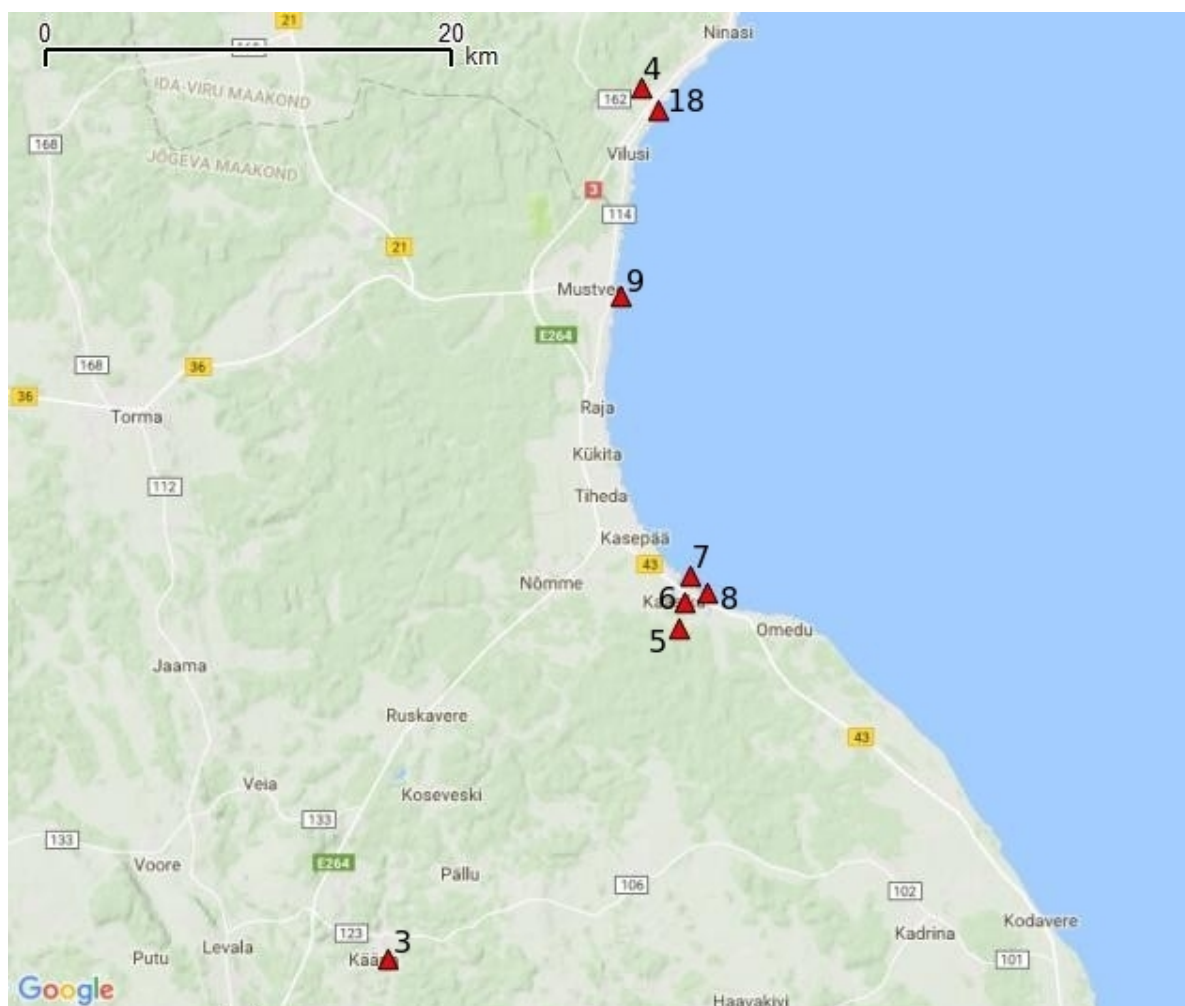 0 20
km
21
168
Ninasi
4
162
18
IDA-VIRU MAAKOND
168
JÕGEVA MAAKOND
Vilusi
3
114
21
9
Mustvee
E264
168
36
36
Torma
Raja
Kükita
112
Tiheda
Kasepää
43
7
Nõmme
6
8
5
Omedu
Jaama
Ruskavere
43
Veia
Koseveski
133
133
Voore
E264
Pällu
106
102
Kodavere
Kadrina
123
3
Levala
Putu
101
Haavakivi
Google